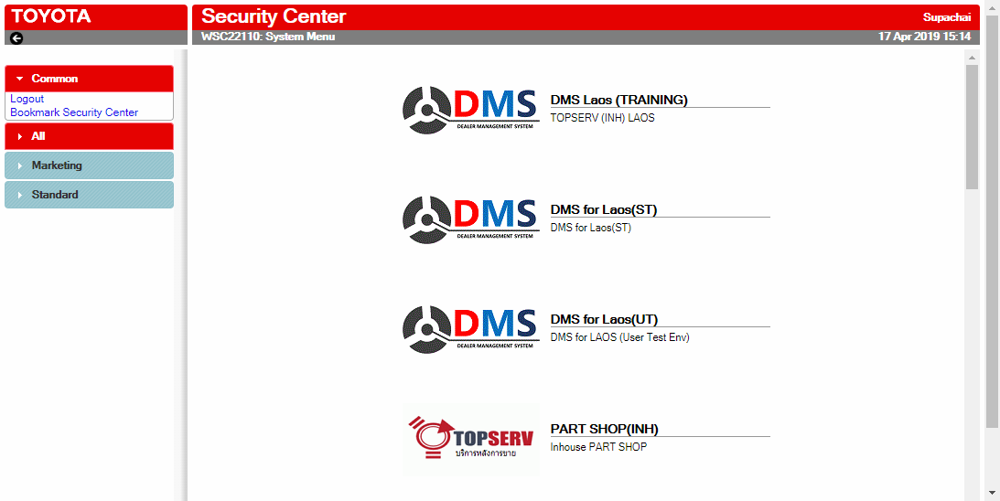 TOYOTA
Security Center
Supachai
WSC22110: System Menu
17 Apr 2019 15:14
Common
Logout
Bookmark Security Center
All
Marketing
Standard
DMS
DEALER MANAGEMENT SYSTEM
DMS Laos (TRAINING)
TOPSERV (INH) LAOS
DMS
DEALER MANAGEMENT SYSTEM
DMS for Laos(ST)
DMS for Laos(ST)
DMS
DEALER MANAGEMENT SYSTEM
DMS for Laos(UT)
DMS for LAOS (User Test Env)
TOPSERV
บริการหลังการขาย
PART SHOP(INH)
Inhouse PART SHOP